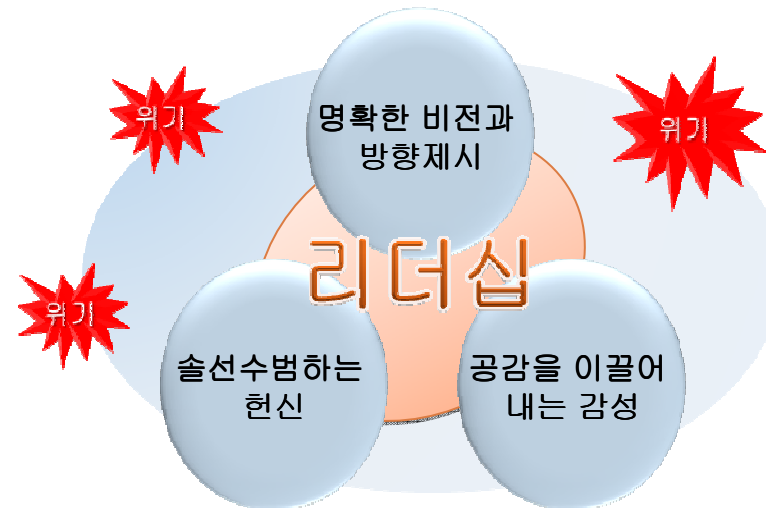 명확한 비전과
방향제시
위기
위기
리더십
위기
솔선수범하는
헌신
공감을 이끌어
내는 감성